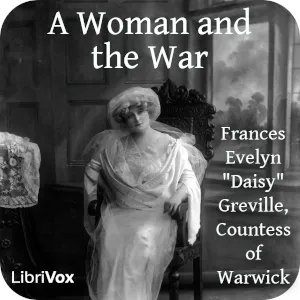 A Woman and
the War
Frances
Evelyn
"Daisy"
Greville,
Countess
of
Warwick
LibriVox